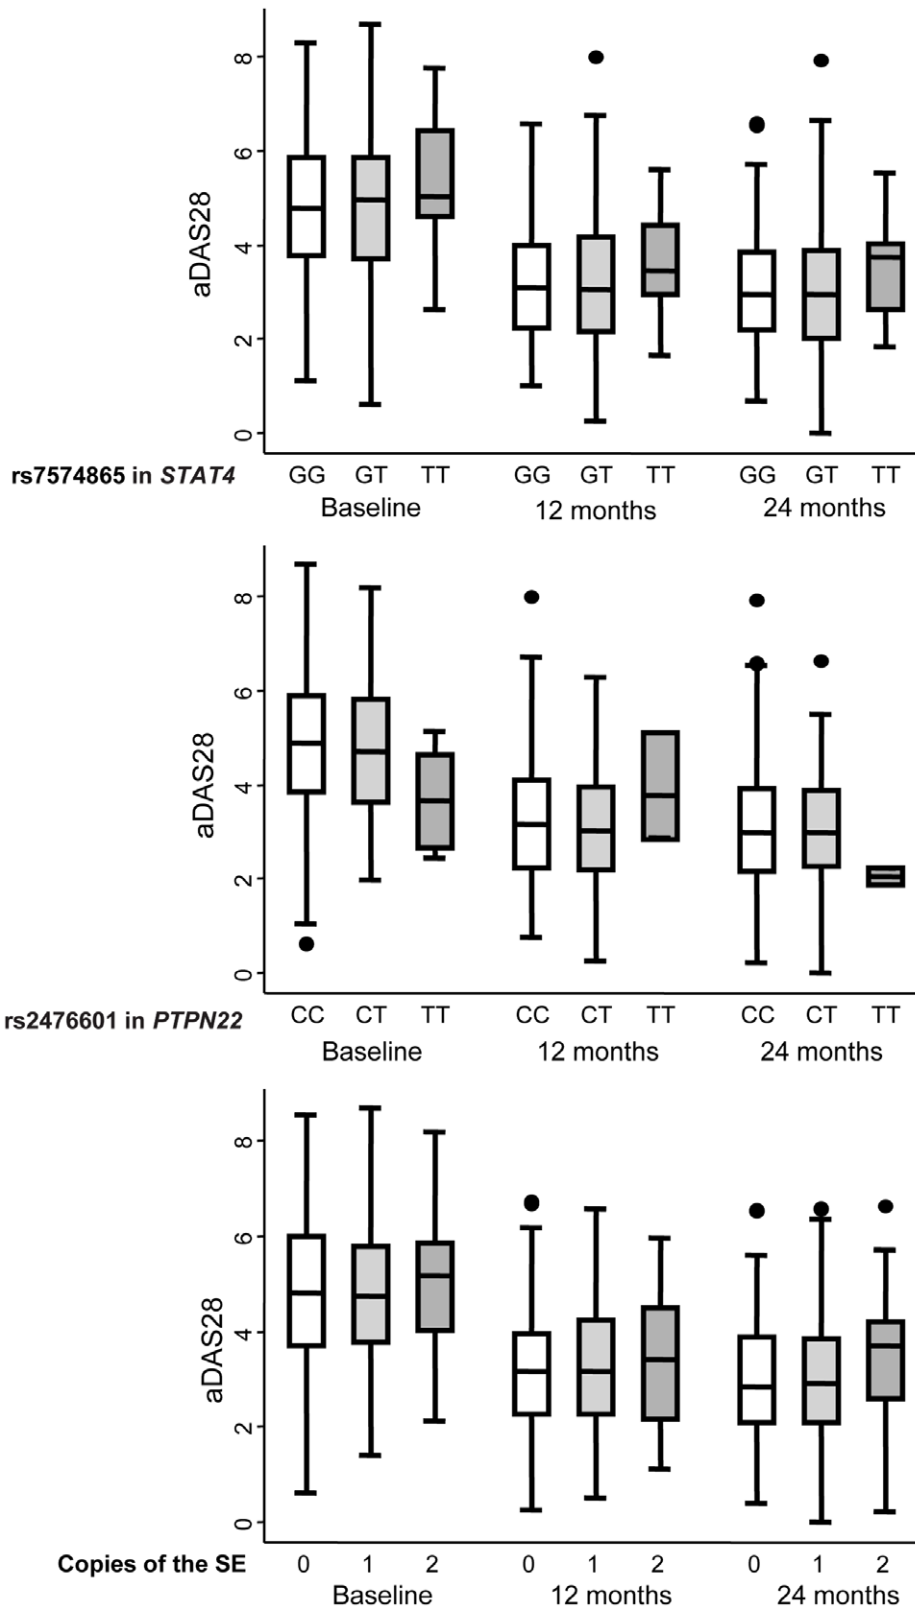 8
6
4
2
0
aDAS28
rs7574865 in STAT4 GG GT TT GG GT TT GG GT TT
Baseline 12 months 24 months
8
6
4
2
0
aDAS28
rs2476601 in PTPN22 CC CT TT CC CT TT CC CT TT
Baseline 12 months 24 months
8
6
4
2
0
aDAS28
Copies of the SE 0 1 2 0 1 2 0 1 2
Baseline 12 months 24 months